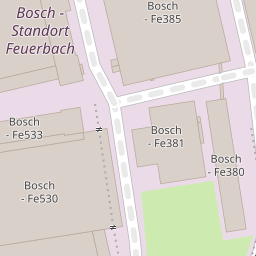 Bosch -
Standort
Feuerbach
Bosch
- Fe385
Bosch
- Fe533
Bosch
- Fe381
Bosch
- Fe380
Bosch
- Fe530